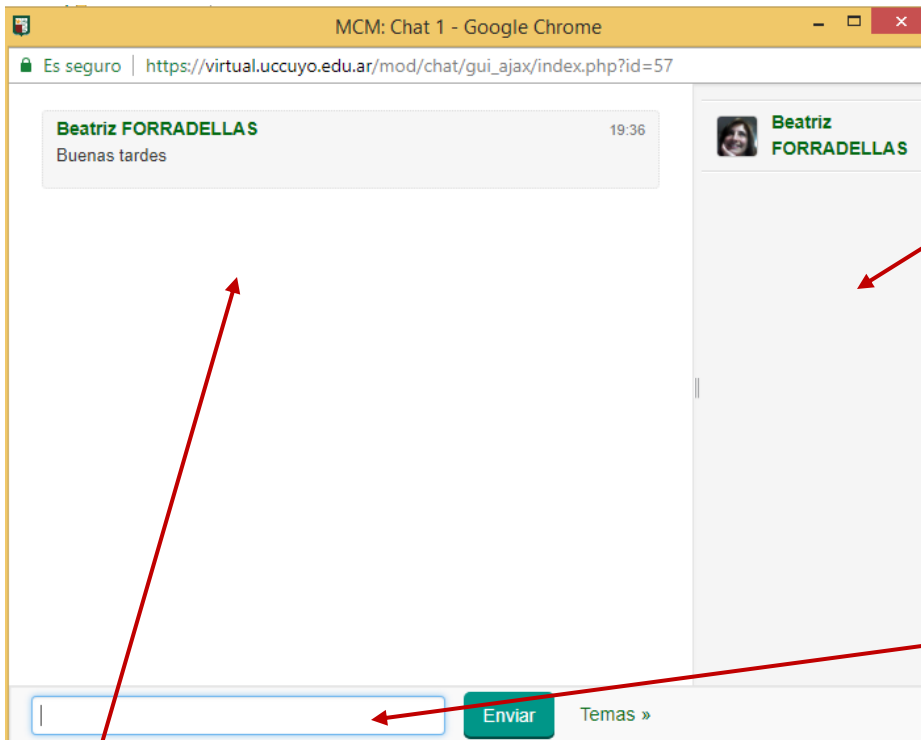 MCM: Chat 1 - Google Chrome
Es seguro | https://virtual.uccuyo.edu.ar/mod/chat/gui_ajax/index.php?id=57
Beatriz FORRADELLAS 19:36
Buenas tardes
Beatriz
FORRADELLAS
Enviar Temas »